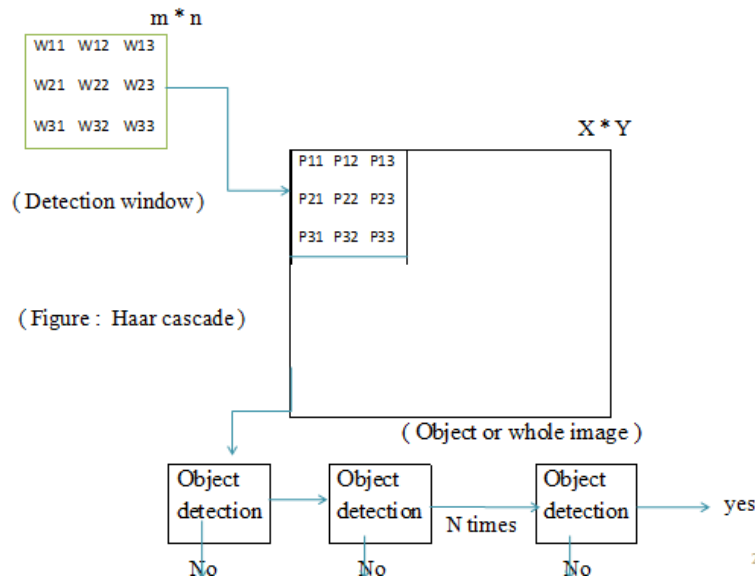 m * n
W11 W12 W13
W21 W22 W23
W31 W32 W33
( Detection window )
X * Y
P11 P12 P13
P21 P22 P23
P31 P32 P33
( Figure : Haar cascade )
( Object or whole image )
Object
detection
No
Object
detection
No
N times
Object
detection
No
yes